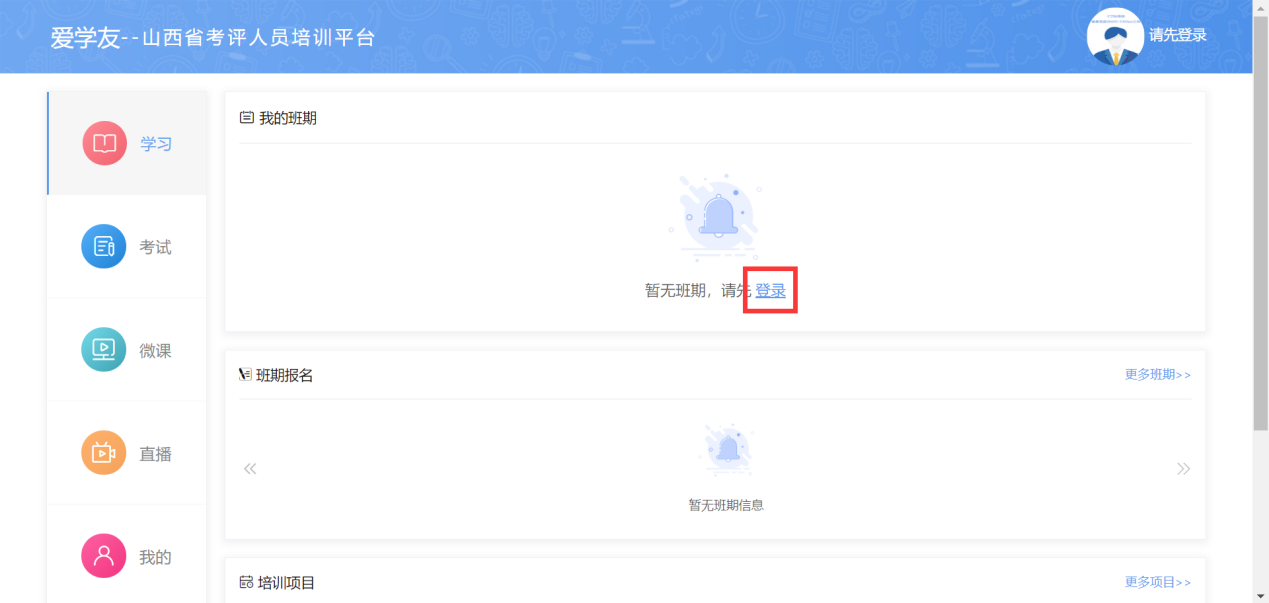 爱学友--山西省考评人员培训平台
请先登录
学习
考试
微课
直播
我的
我的班期
暂无班期，请先 登录
班期报名
更多班期>>
暂无班期信息
培训项目
更多项目>>